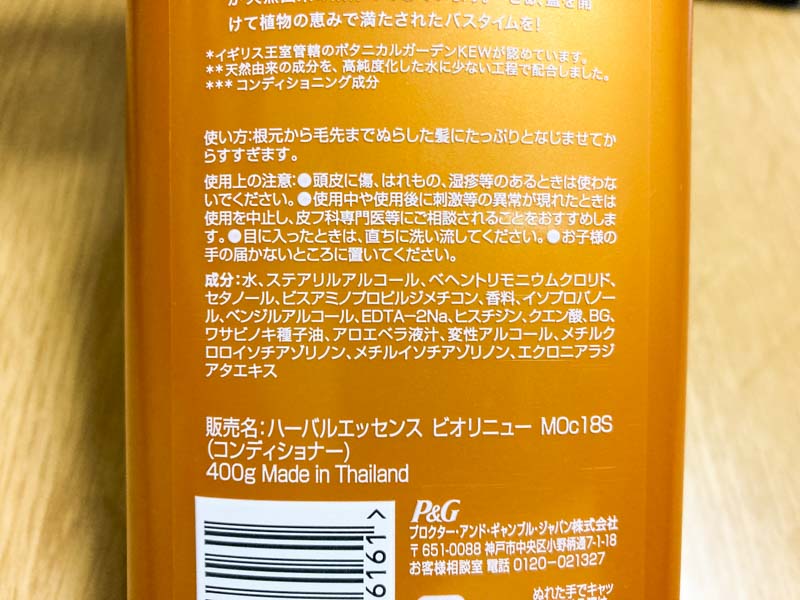 けて植物の恵みで満たされたバスタイムを!
*イギリス王室管轄のボタニカルガーデンKEWが認めています。
**天然由来の成分を、高純度化した水に少ない工程で配合しました。
***コンディショニング成分
使い方:根元から毛先までぬらした髪にたっぷりとなじませてか
らすすぎます。
使用上の注意:●頭皮に傷、はれもの、湿疹等のあるときは使わな
いでください。●使用中や使用後に刺激等の異常が現れたときは
使用を中止し、皮フ科専門医等にご相談されることをおすすめしま
す。●目に入ったときは、直ちに洗い流してください。●お子様の
手の届かないところに置いてください。
成分:水、ステアリルアルコール、ベヘントリモニウムクロリド、
セタノール、ビスアミノプロピルジメチコン、香料、イソプロパノー
ル、ベンジルアルコール、EDTA-2Na、ヒスチジン、クエン酸、BG、
ワサビノキ種子油、アロエベラ液汁、変性アルコール、メチルク
ロロイソチアゾリノン、メチルイソチアゾリノン、エクロニアラジ
アタエキス
販売名:ハーバルエッセンス ビオリニュー MOc18S
(コンディショナー)
400g Made in Thailand
P&G
プロクター・アンド・ギャンブル・ジャパン株式会社
〒651-0088 神戸市中央区小野柄通7-1-18
お客様相談室 電話 0120-021327
6161>
ぬれた手でキャッ